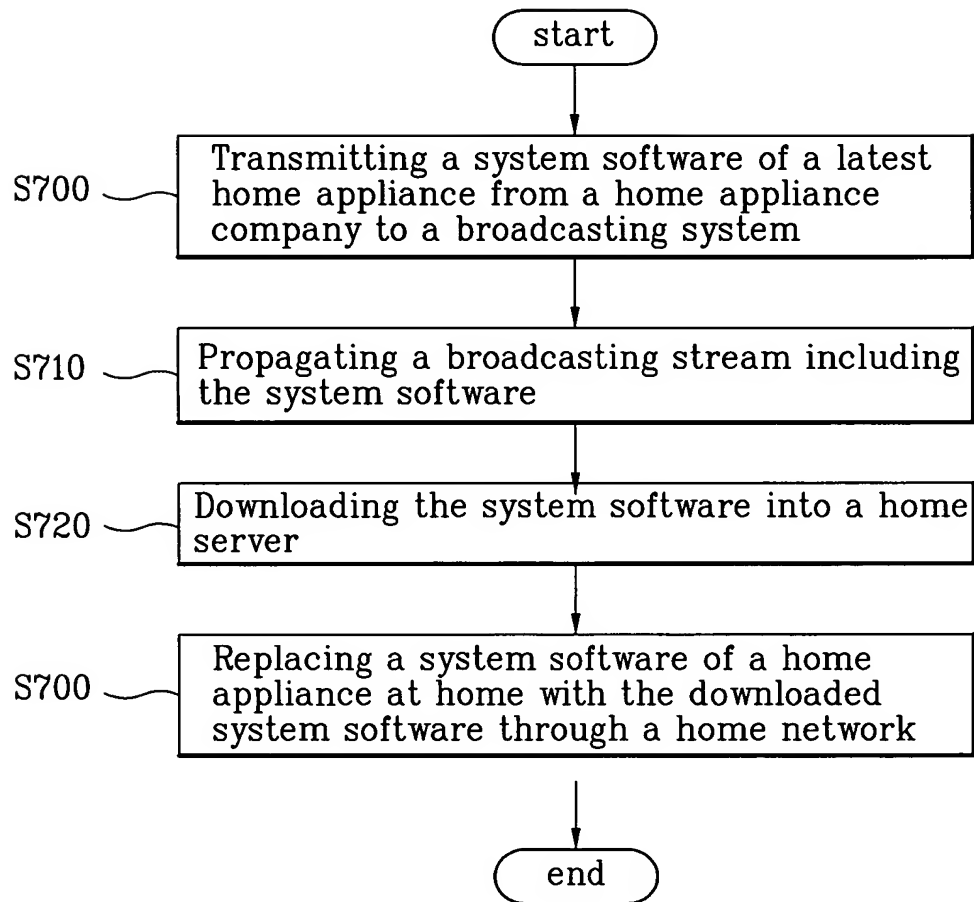 start
S700
Transmitting a system software of a latest
home appliance from a home appliance
company to a broadcasting system
S710
Propagating a broadcasting stream including
the system software
S720
Downloading the system software into a home
server
S700
Replacing a system software of a home
appliance at home with the downloaded
system software through a home network
end